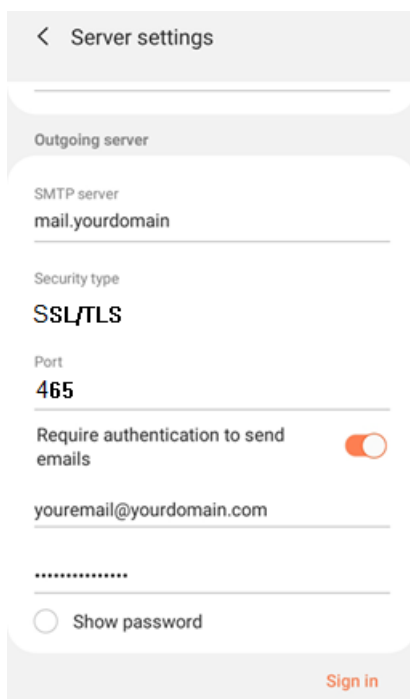 Server settings
Outgoing server
SMTP server
mail.yourdomain
Security type
SSL/TLS
Port
465
Require authentication to send
emails
youremail@yourdomain.com
•••••••••••••••
Show password
Sign in